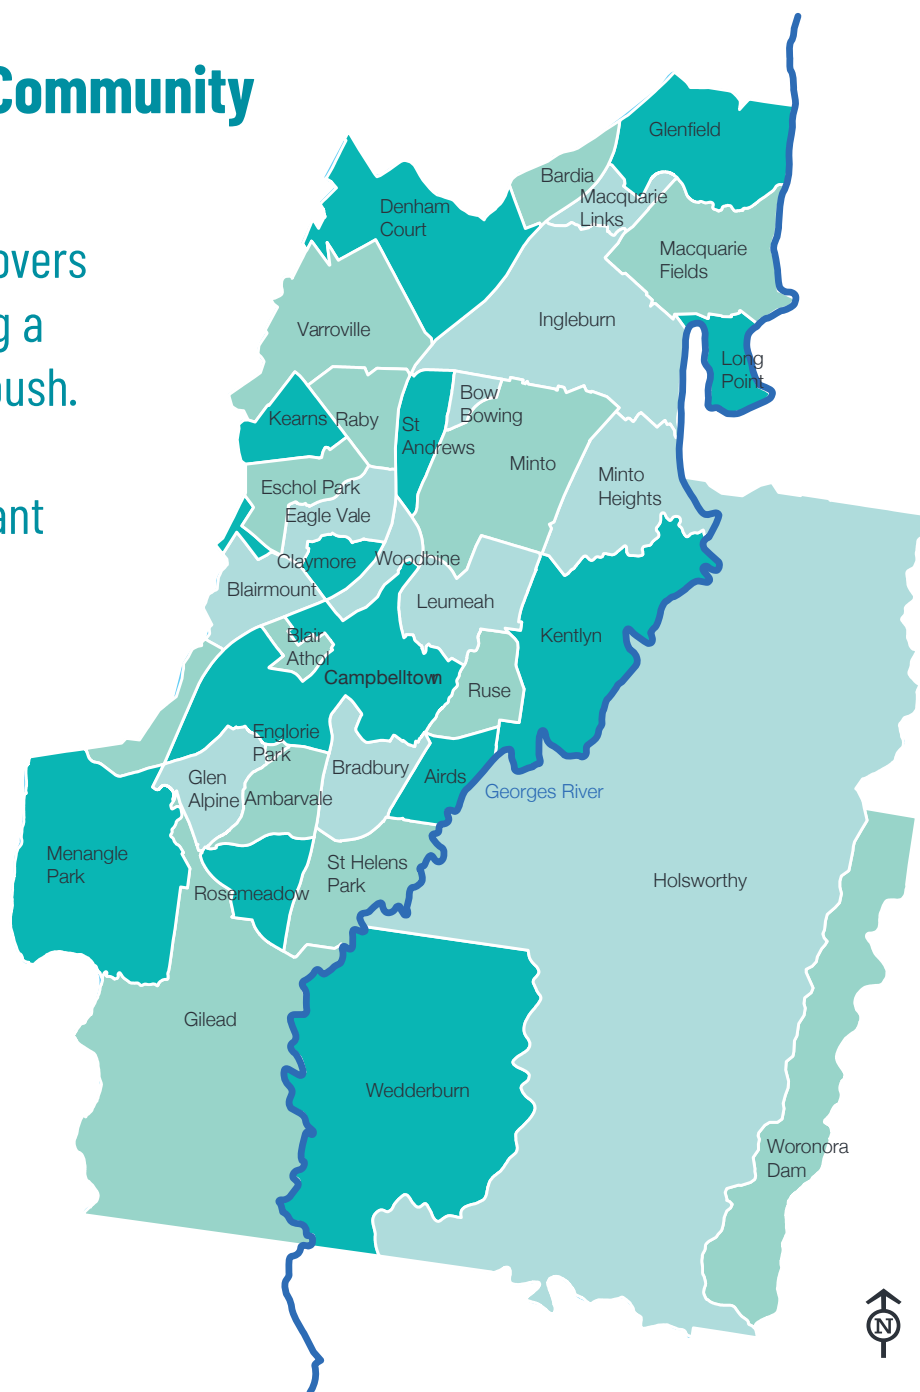 Community
overs
g a
bush.
ant
Glenfield
Bardia
Macquarie
Links
Denham
Court
Macquarie
Fields
Ingleburn
Varroville
Long
Point
Bow
Bowing
Kearns
Raby
St
Andrews
Minto
Minto
Heights
Eschol Park
Eagle Vale
Claymore
Woodbine
Blairmount
Leumeah
Blair
Athol
Kentlyn
Campbelltown
Ruse
Englorie
Park
Bradbury
Airds
Glen
Alpine
Ambarvale
Georges River
Menangle
Park
St Helens
Park
Rosemeadow
Holsworthy
Gilead
Wedderburn
Woronora
Dam
N